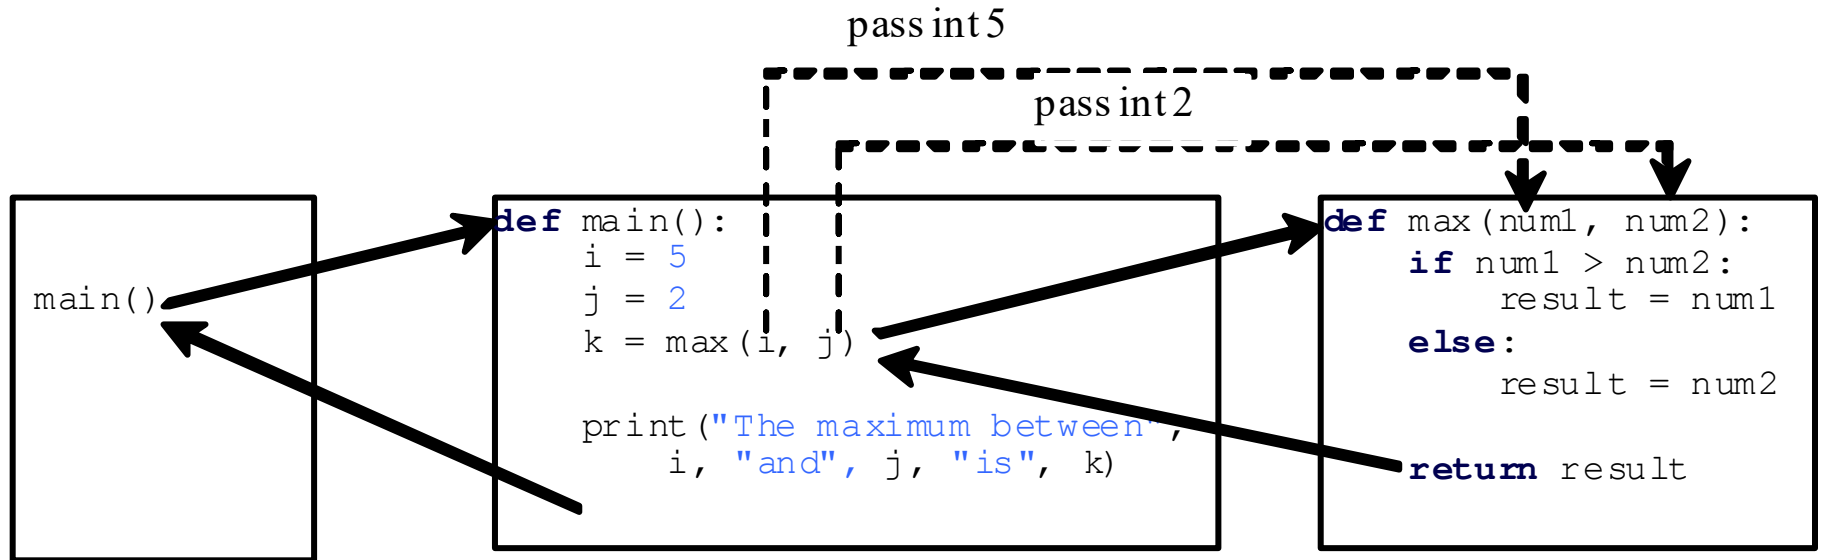 pass int 5
pass int 2
main()
def main():
    i = 5
    j = 2
    k = max(i, j)
    print("The maximum between",
        i, "and", j, "is", k)
def max(num1, num2):
    if num1 > num2:
        result = num1
    else:
        result = num2
    return result